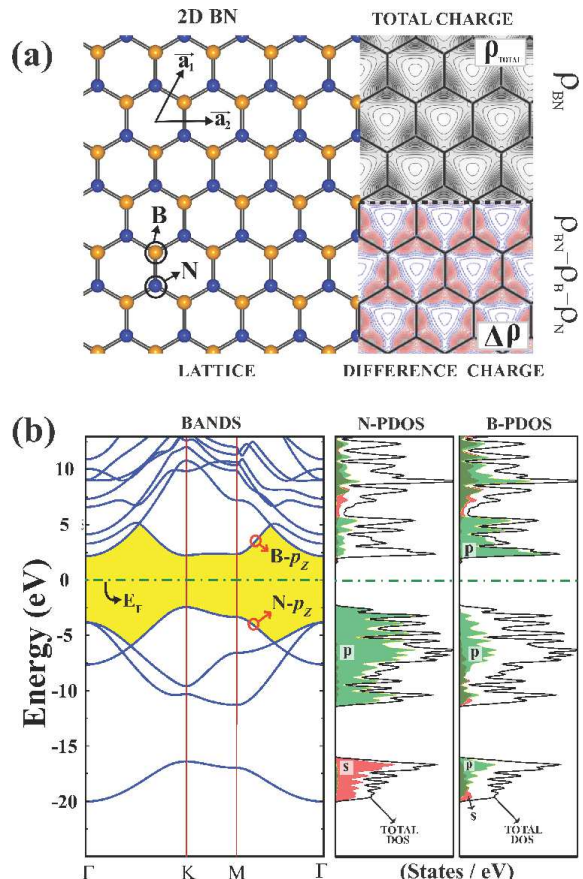 2D BN
TOTAL CHARGE
(a)
a₁
a₂
ρTOTAL
ρBN
B
N
ρBN−ρB−ρN
Δρ
LATTICE
DIFFERENCE CHARGE
(b)
BANDS
N-PDOS
B-PDOS
Energy (eV)
10
5
0
-5
-10
-15
-20
B-pZ
EF
N-pZ
p
p
p
s
p
s
TOTAL
DOS
TOTAL
DOS
Γ
K
M
Γ
(States / eV)